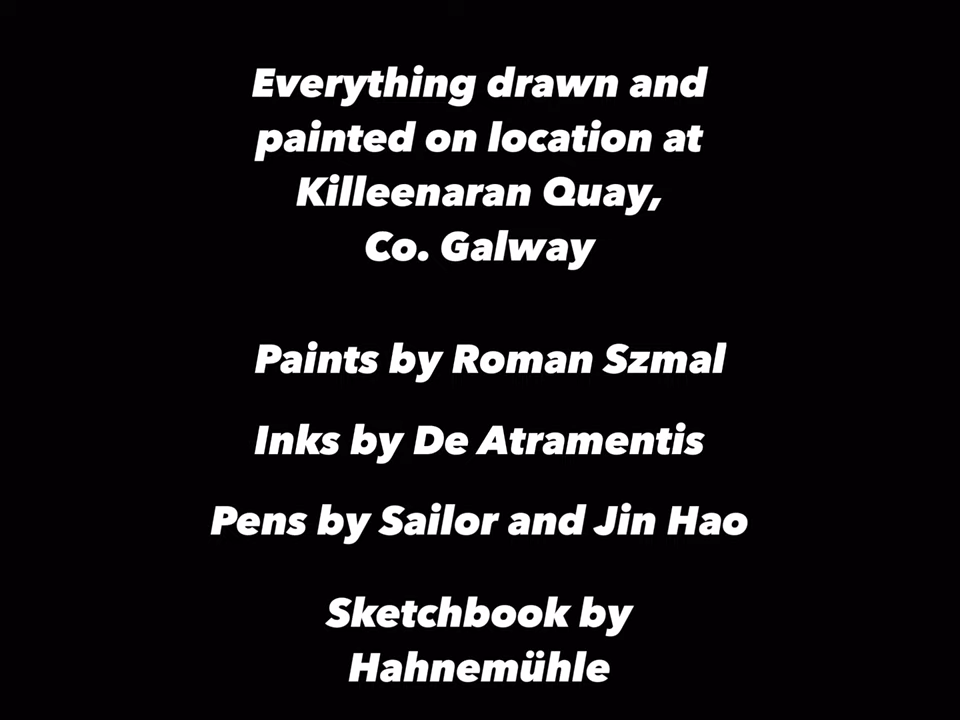 Everything drawn and
painted on location at
Killeenaran Quay,
Co. Galway
Paints by Roman Szmal
Inks by De Atramentis
Pens by Sailor and Jin Hao
Sketchbook by
Hahnemühle